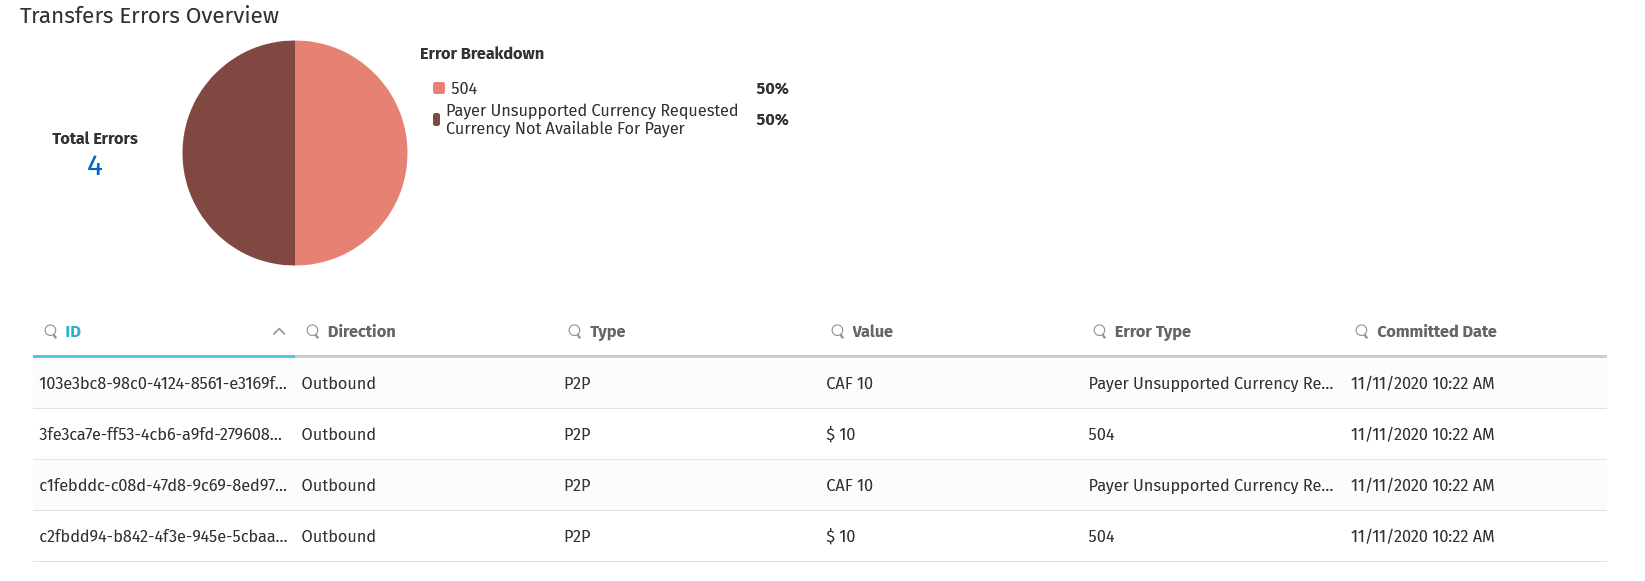 Transfers Errors Overview
Total Errors
4
Error Breakdown
504 50%
Payer Unsupported Currency Requested
Currency Not Available For Payer 50%
ID Direction Type Value Error Type Committed Date
103e3bc8-98c0-4124-8561-e3169f... Outbound P2P CAF 10 Payer Unsupported Currency Re... 11/11/2020 10:22 AM
3fe3ca7e-ff53-4cb6-a9fd-279608... Outbound P2P $ 10 504 11/11/2020 10:22 AM
c1febddc-c08d-47d8-9c69-8ed97... Outbound P2P CAF 10 Payer Unsupported Currency Re... 11/11/2020 10:22 AM
c2fbdd94-b842-4f3e-945e-5cbaa... Outbound P2P $ 10 504 11/11/2020 10:22 AM